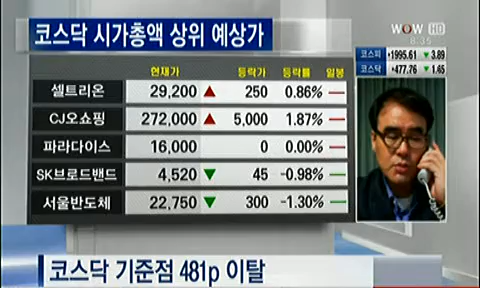 코스닥 시가총액 상위 예상가
WOW HD
8:35
코스피 1995.61 ▼ 3.89
코스닥 477.76 ▼ 1.65
현재가 등락가 등락률 일봉
셀트리온 29,200 ▲ 250 0.86%
CJ오쇼핑 272,000 ▲ 5,000 1.87%
파라다이스 16,000 0 0.00%
SK브로드밴드 4,520 ▼ 45 -0.98%
서울반도체 22,750 ▼ 300 -1.30%
코스닥 기준점 481p 이탈